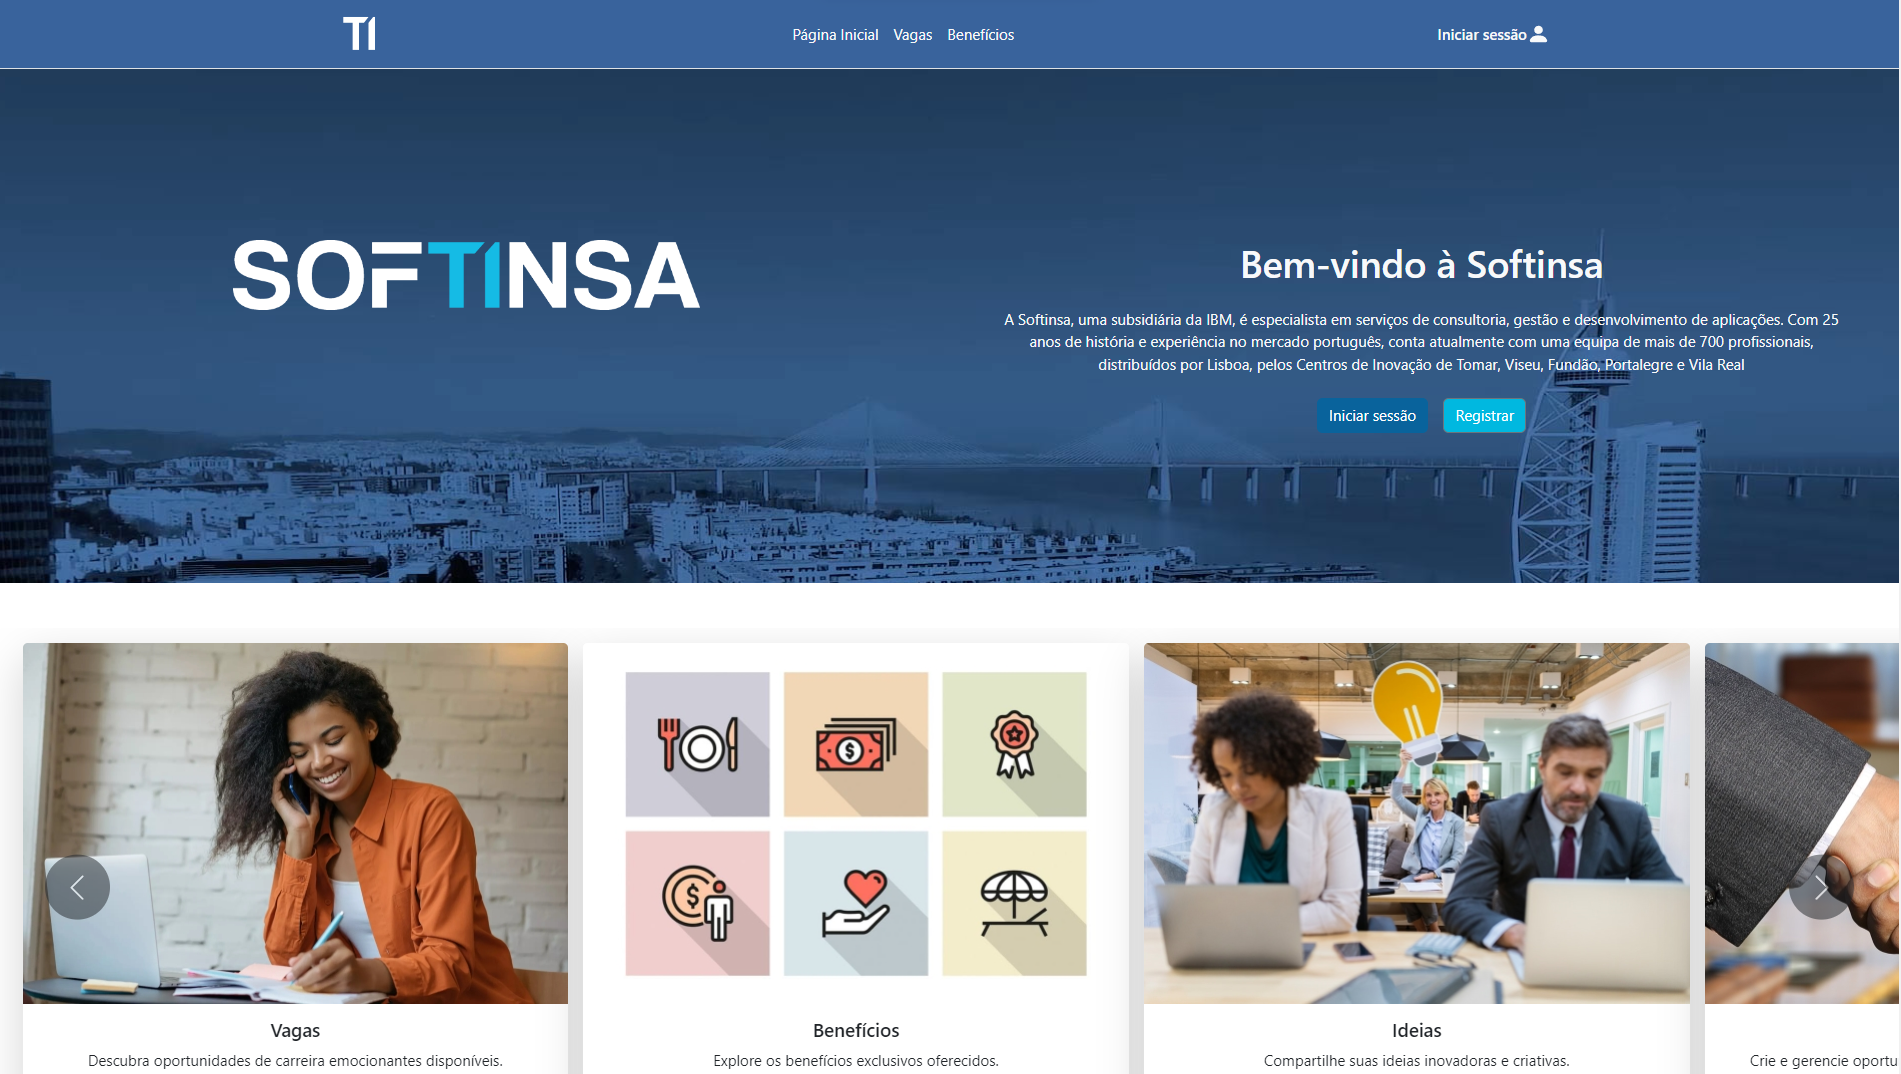 TI
Página Inicial Vagas Benefícios
Iniciar sessão
SOFTINSA
Bem-vindo à Softinsa
A Softinsa, uma subsidiária da IBM, é especialista em serviços de consultoria, gestão e desenvolvimento de aplicações. Com 25
anos de história e experiência no mercado português, conta atualmente com uma equipa de mais de 700 profissionais,
distribuídos por Lisboa, pelos Centros de Inovação de Tomar, Viseu, Fundão, Portalegre e Vila Real
Iniciar sessão Registrar
Vagas
Descubra oportunidades de carreira emocionantes disponíveis.
Benefícios
Explore os benefícios exclusivos oferecidos.
Ideias
Compartilhe suas ideias inovadoras e criativas.
Crie e gerencie oportu